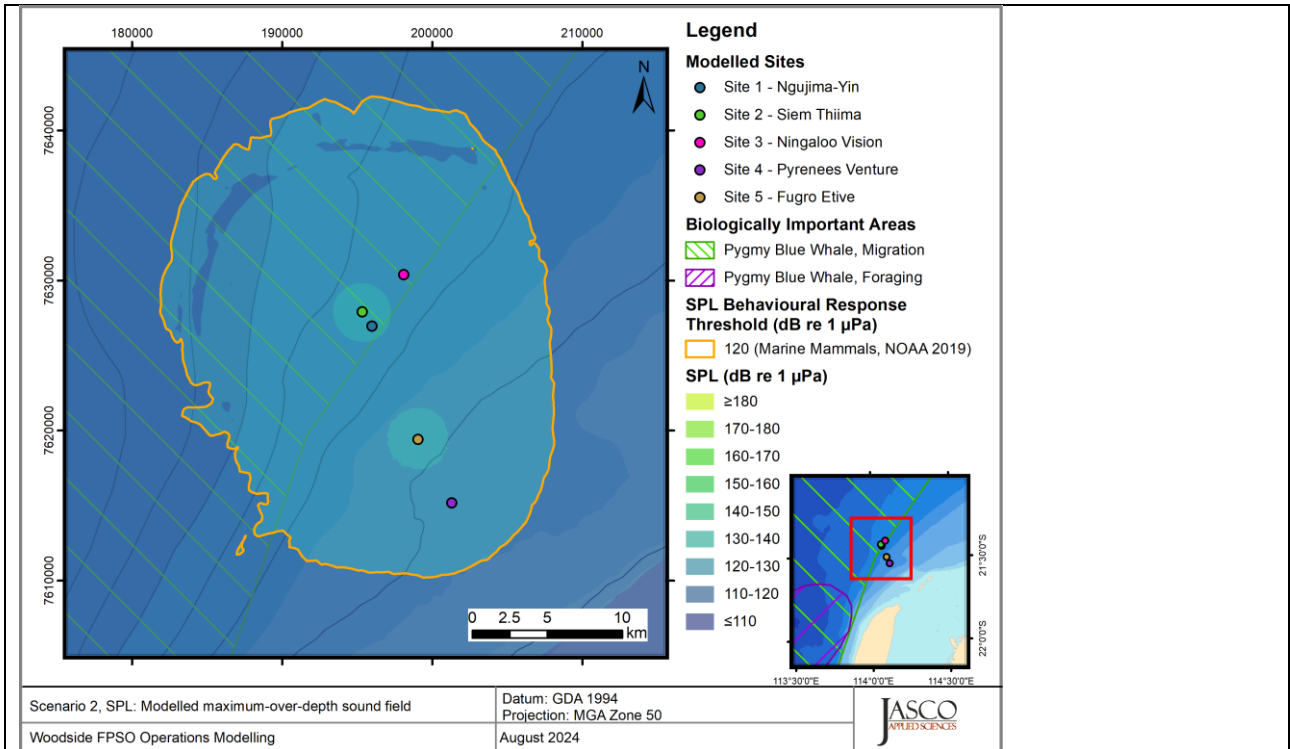 180000
190000
200000
210000
7640000
7630000
7620000
7610000
N
0 2.5 5 10
km
Legend
Modelled Sites
Site 1 - Ngujima-Yin
Site 2 - Siem Thiima
Site 3 - Ningaloo Vision
Site 4 - Pyrenees Venture
Site 5 - Fugro Etive
Biologically Important Areas
Pygmy Blue Whale, Migration
Pygmy Blue Whale, Foraging
SPL Behavioural Response
Threshold (dB re 1 µPa)
120 (Marine Mammals, NOAA 2019)
SPL (dB re 1 µPa)
≥180
170-180
160-170
150-160
140-150
130-140
120-130
110-120
≤110
21°30'0"S
22°0'0"S
113°30'0"E
114°0'0"E
114°30'0"E
Scenario 2, SPL: Modelled maximum-over-depth sound field
Datum: GDA 1994
Projection: MGA Zone 50
Woodside FPSO Operations Modelling
August 2024
JASCO
APPLIED SCIENCES